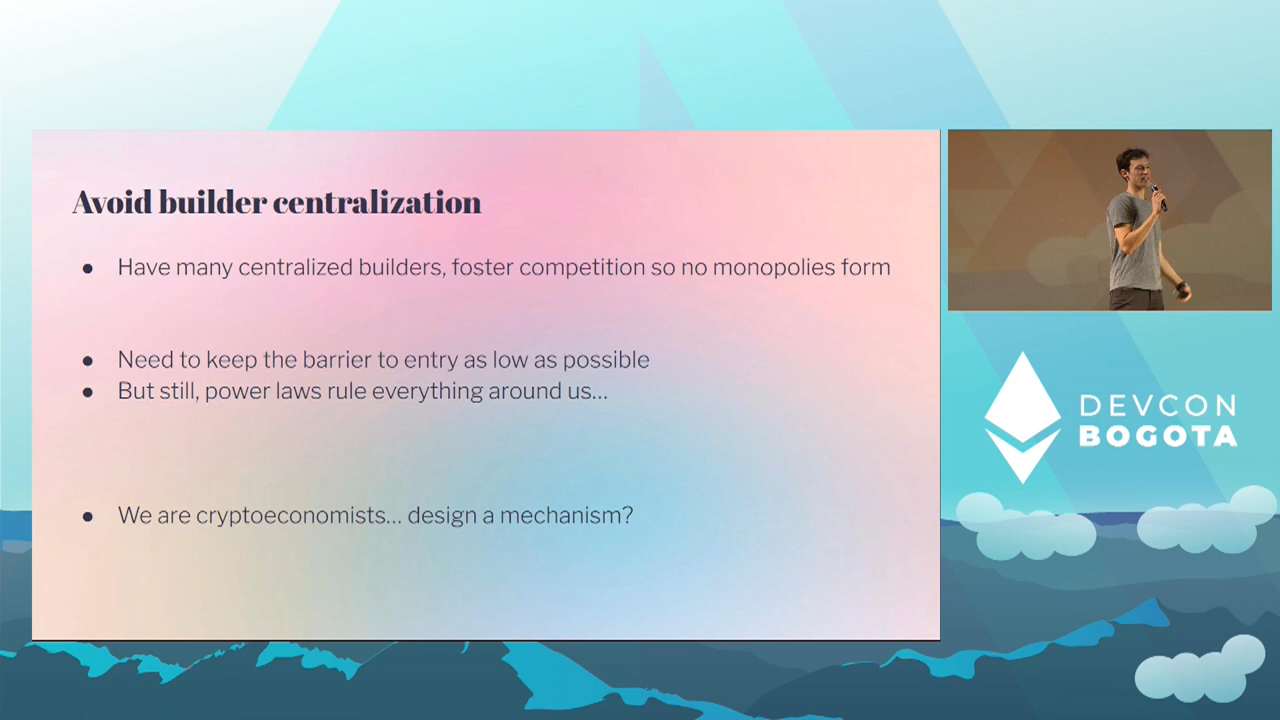 Avoid builder centralization
● Have many centralized builders, foster competition so no monopolies form
● Need to keep the barrier to entry as low as possible
● But still, power laws rule everything around us...
● We are cryptoeconomists... design a mechanism?
DEVCON
BOGOTA